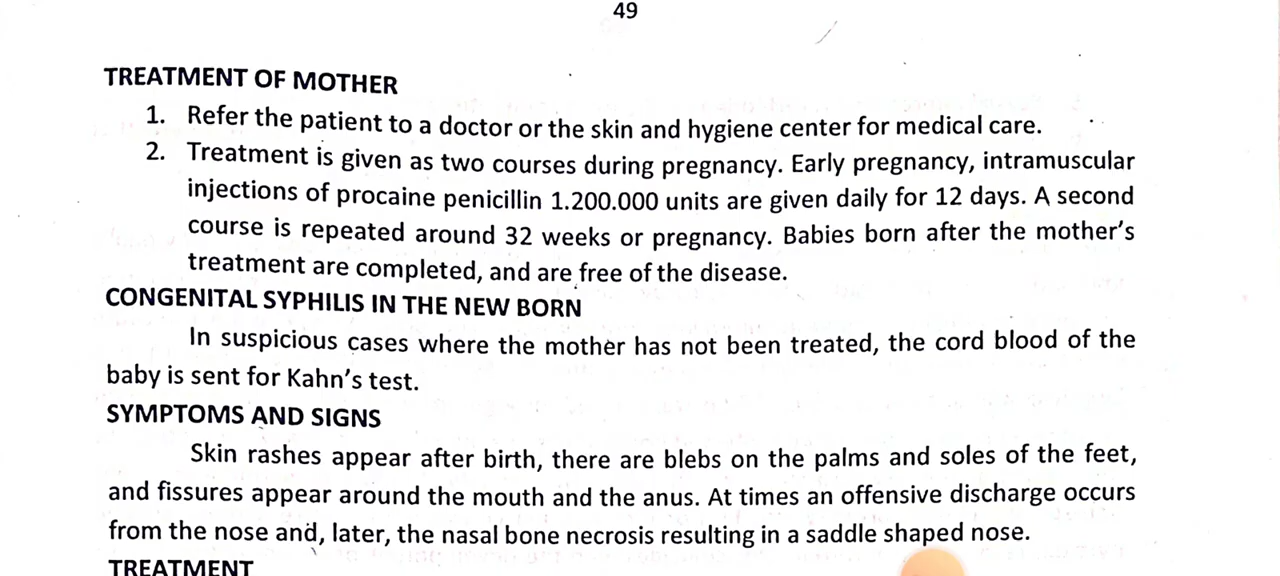 49
TREATMENT OF MOTHER
1. Refer the patient to a doctor or the skin and hygiene center for medical care.
2. Treatment is given as two courses during pregnancy. Early pregnancy, intramuscular
injections of procaine penicillin 1.200.000 units are given daily for 12 days. A second
course is repeated around 32 weeks or pregnancy. Babies born after the mother's
treatment are completed, and are free of the disease.
CONGENITAL SYPHILIS IN THE NEW BORN
In suspicious cases where the mother has not been treated, the cord blood of the
baby is sent for Kahn's test.
SYMPTOMS AND SIGNS
Skin rashes appear after birth, there are blebs on the palms and soles of the feet,
and fissures appear around the mouth and the anus. At times an offensive discharge occurs
from the nose and, later, the nasal bone necrosis resulting in a saddle shaped nose.
TREATMENT